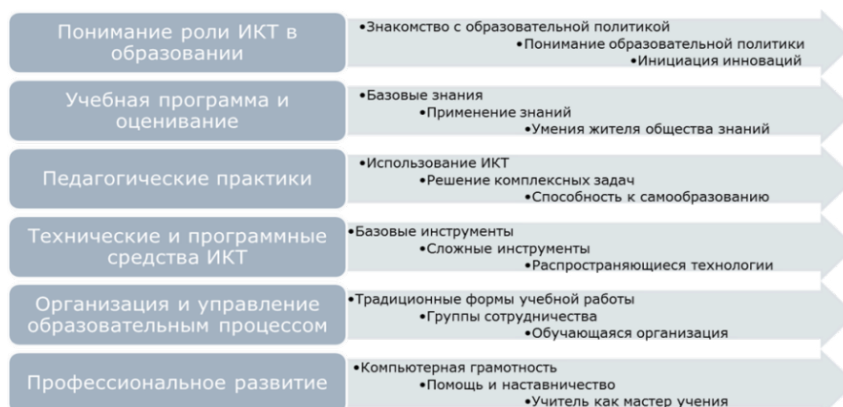 Понимание роли ИКТ в
образовании
•Знакомство с образовательной политикой
•Понимание образовательной политики
•Инициация инноваций
Учебная программа и
оценивание
•Базовые знания
•Применение знаний
•Умения жителя общества знаний
Педагогические практики
•Использование ИКТ
•Решение комплексных задач
•Способность к самообразованию
Технические и программные
средства ИКТ
•Базовые инструменты
•Сложные инструменты
•Распространяющиеся технологии
Организация и управление
образовательным процессом
•Традиционные формы учебной работы
•Группы сотрудничества
•Обучающаяся организация
Профессиональное развитие
•Компьютерная грамотность
•Помощь и наставничество
•Учитель как мастер учения